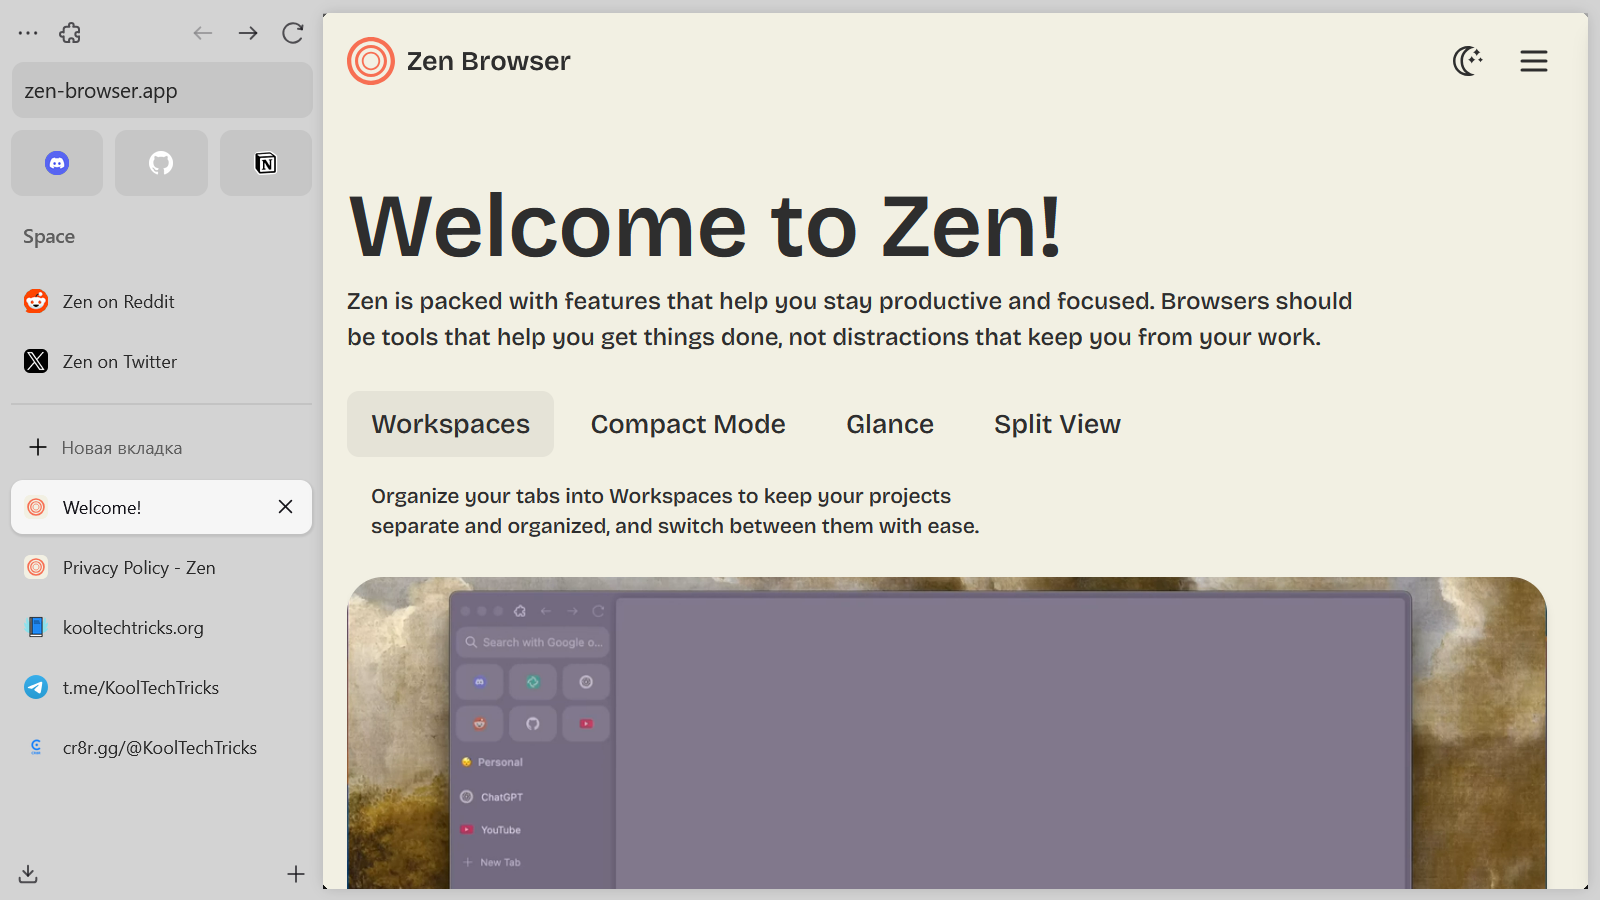 zen-browser.app
Space
Zen on Reddit
Zen on Twitter
Новая вкладка
Welcome!
Privacy Policy - Zen
kooltechtricks.org
t.me/KoolTechTricks
cr8r.gg/@KoolTechTricks
Zen Browser
Welcome to Zen!
Zen is packed with features that help you stay productive and focused. Browsers should
be tools that help you get things done, not distractions that keep you from your work.
Workspaces
Compact Mode
Glance
Split View
Organize your tabs into Workspaces to keep your projects
separate and organized, and switch between them with ease.
Search with Google o...
Personal
ChatGPT
YouTube
New Tab